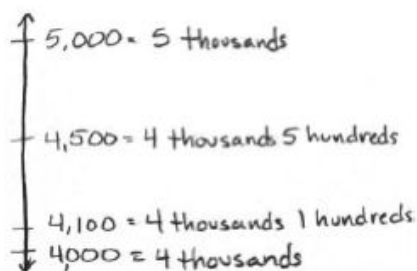 5,000 = 5 thousands
4,500 = 4 thousands 5 hundreds
4,100 = 4 thousands 1 hundreds
4,000 = 4 thousands